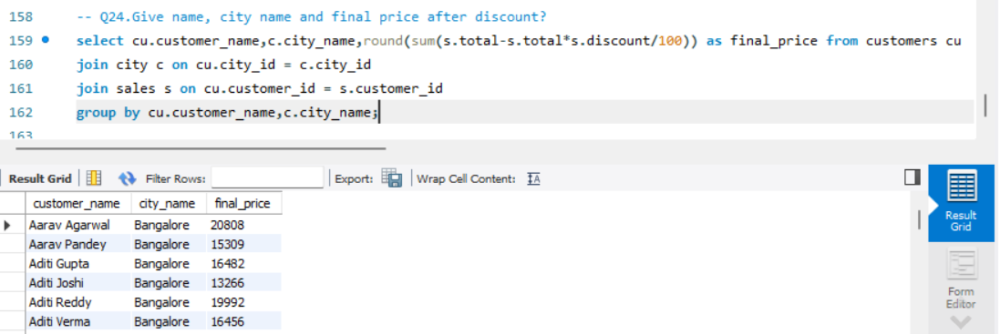 158 -- Q24.Give name, city name and final price after discount?
159 select cu.customer_name,c.city_name,round(sum(s.total-s.total*s.discount/100)) as final_price from customers cu
160 join city c on cu.city_id = c.city_id
161 join sales s on cu.customer_id = s.customer_id
162 group by cu.customer_name,c.city_name;
163
Result Grid Filter Rows: Export: Wrap Cell Content: IA
customer_name city_name final_price
Aarav Agarwal Bangalore 20808
Aarav Pandey Bangalore 15309
Aditi Gupta Bangalore 16482
Aditi Joshi Bangalore 13266
Aditi Reddy Bangalore 19992
Aditi Verma Bangalore 16456
Result
Grid
Form
Editor